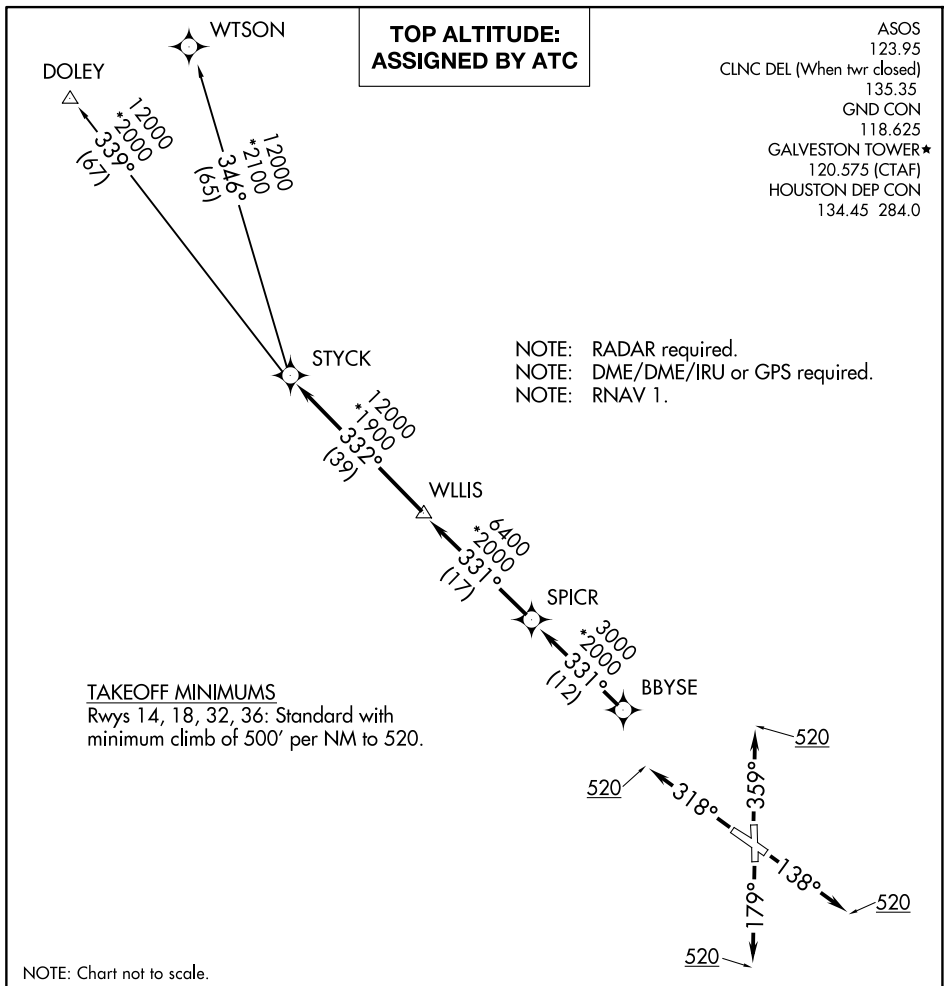 TOP ALTITUDE:
ASSIGNED BY ATC
ASOS
123.95
CLNC DEL (When twr closed)
135.35
GND CON
118.625
GALVESTON TOWER★
120.575 (CTAF)
HOUSTON DEP CON
134.45 284.0
WTSON
DOLEY
12000
*2000
339°
(67)
12000
*2100
346°
(65)
STYCK
NOTE: RADAR required.
NOTE: DME/DME/IRU or GPS required.
NOTE: RNAV 1.
12000
*1900
332°
(39)
WLLIS
6400
*2000
331°
(17)
SPICR
3000
*2000
331°
(12)
BBYSE
TAKEOFF MINIMUMS
Rwys 14, 18, 32, 36: Standard with
minimum climb of 500' per NM to 520.
520
359°
520
318°
138°
520
179°
520
NOTE: Chart not to scale.